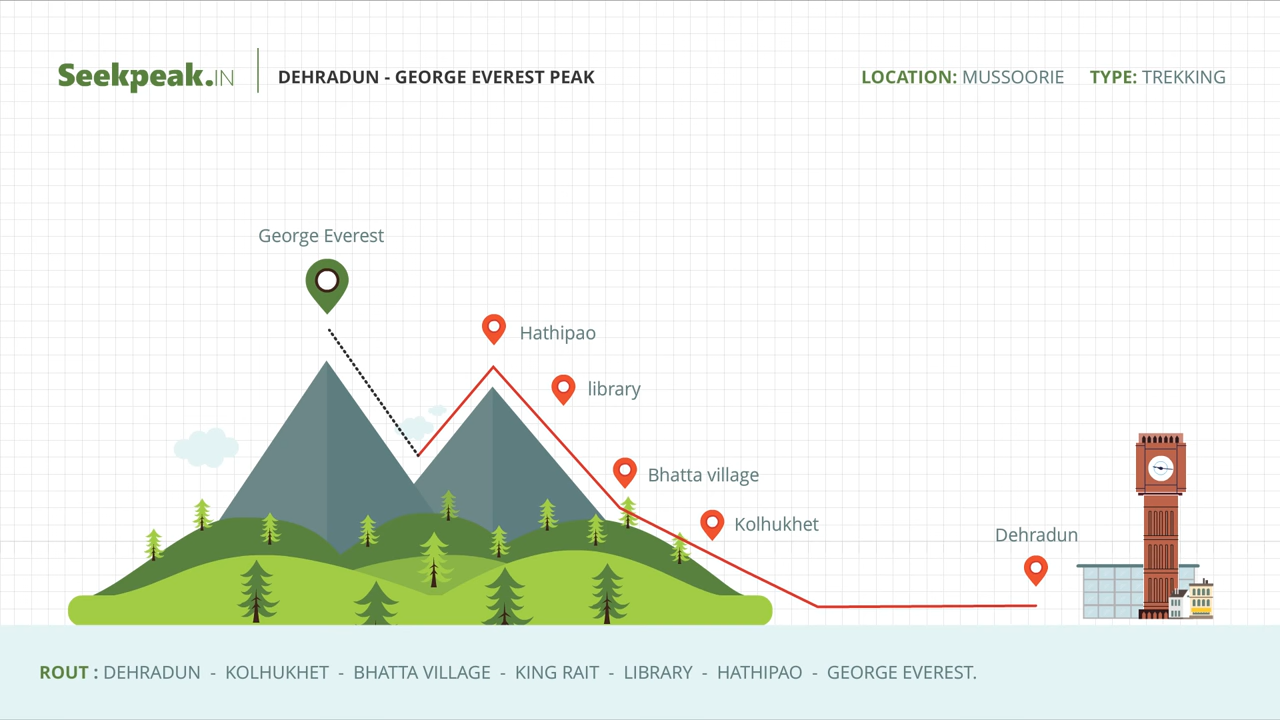 Seekpeak.IN
DEHRADUN - GEORGE EVEREST PEAK
LOCATION: MUSSOORIE TYPE: TREKKING
George Everest
Hathipao
library
Bhatta village
Kolhukhet
Dehradun
ROUT : DEHRADUN - KOLHUKHET - BHATTA VILLAGE - KING RAIT - LIBRARY - HATHIPAO - GEORGE EVEREST.